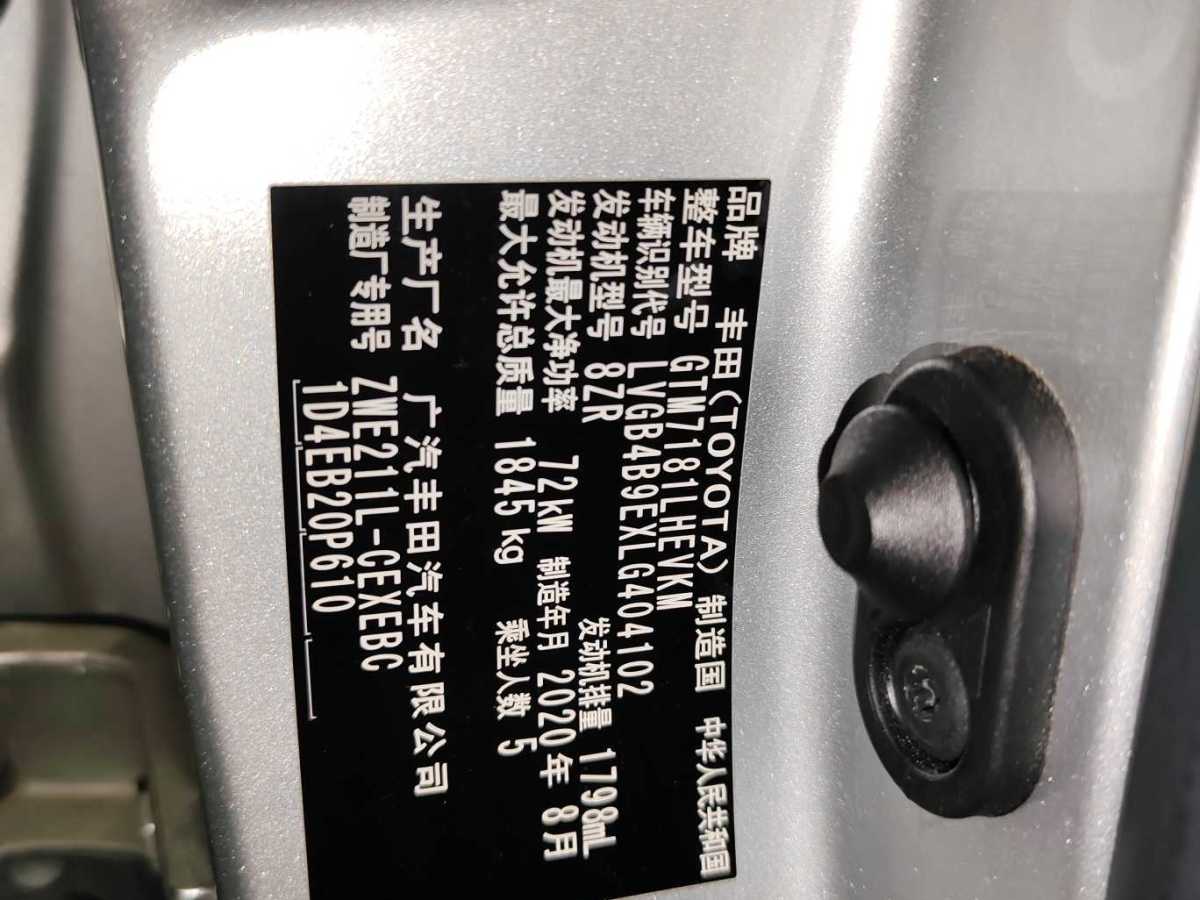 品牌 丰田(TOYOTA) 制造国 中华人民共和国
整车型号 GTM7181LHEVKM
车辆识别代号 LVGB4B9EXLG404102
发动机型号 8ZR 发动机排量 1798mL
发动机最大净功率 72kW 制造年月 2020年 8月
最大允许总质量 1845kg 乘坐人数 5
生产厂名 广汽丰田汽车有限公司
制造厂专用号 ZWE211L-GEXEBC
1D4EB20P610